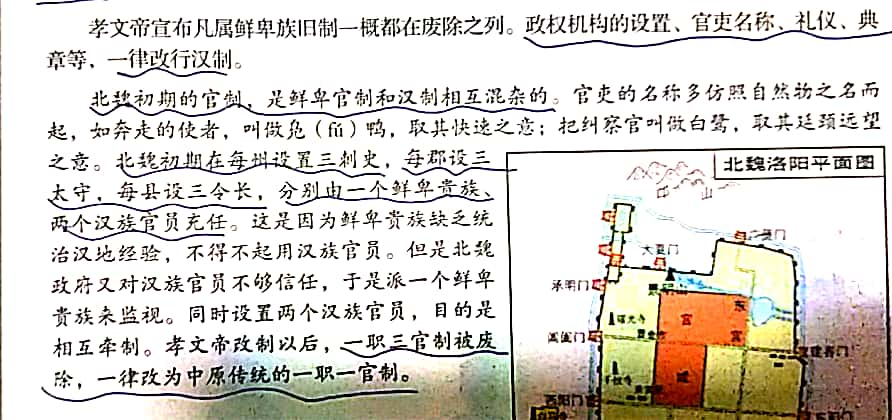 孝文帝宣布凡属鲜卑族旧制一概都在废除之列。政权机构的设置、官吏名称、礼仪、典
章等，一律改行汉制。
北魏初期的官制，是鲜卑官制和汉制相互混杂的。官吏的名称多仿照自然物之名而
起，如奔走的使者，叫做凫（fú）鸭，取其快速之意；把纠察官叫做白鹭，取其延颈远望
之意。北魏初期在每州设置三刺史，每郡设三
太守，每县设三令长，分别由一个鲜卑贵族、
两个汉族官员充任。这是因为鲜卑贵族缺乏统
治汉地经验，不得不起用汉族官员。但是北魏
政府又对汉族官员不够信任，于是派一个鲜卑
贵族来监视。同时设置两个汉族官员，目的是
相互牵制。孝文帝改制以后，一职三官制被废
除，一律改为中原传统的一职一官制。
北魏洛阳平面图
山
大夏门
广莫门
承明门
宫
东
宫
城
阊阖门
建春门
西阳门